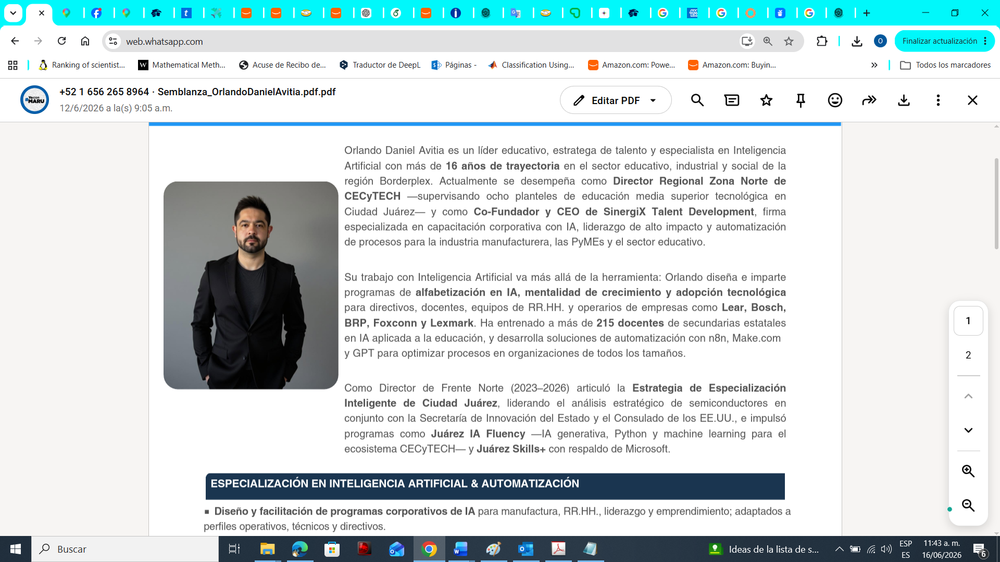 web.whatsapp.com
O
Finalizar actualización
Ranking of scientist...
Mathematical Meth...
Acuse de Recibo de...
Traductor de DeepL
Páginas -
Classification Using...
Amazon.com: Powe...
Amazon.com: Buyin...
Todos los marcadores
#Yo con MARU
+52 1 656 265 8964 · Semblanza_OrlandoDanielAvitia.pdf.pdf
12/6/2026 a la(s) 9:05 a.m.
Editar PDF
Orlando Daniel Avitia es un líder educativo, estratega de talento y especialista en Inteligencia
Artificial con más de 16 años de trayectoria en el sector educativo, industrial y social de la
región Borderplex. Actualmente se desempeña como Director Regional Zona Norte de
CECyTECH —supervisando ocho planteles de educación media superior tecnológica en
Ciudad Juárez— y como Co-Fundador y CEO de SinergiX Talent Development, firma
especializada en capacitación corporativa con IA, liderazgo de alto impacto y automatización
de procesos para la industria manufacturera, las PyMEs y el sector educativo.
Su trabajo con Inteligencia Artificial va más allá de la herramienta: Orlando diseña e imparte
programas de alfabetización en IA, mentalidad de crecimiento y adopción tecnológica
para directivos, docentes, equipos de RR.HH. y operarios de empresas como Lear, Bosch,
BRP, Foxconn y Lexmark. Ha entrenado a más de 215 docentes de secundarias estatales
en IA aplicada a la educación, y desarrolla soluciones de automatización con n8n, Make.com
y GPT para optimizar procesos en organizaciones de todos los tamaños.
Como Director de Frente Norte (2023–2026) articuló la Estrategia de Especialización
Inteligente de Ciudad Juárez, liderando el análisis estratégico de semiconductores en
conjunto con la Secretaría de Innovación del Estado y el Consulado de los EE.UU., e impulsó
programas como Juárez IA Fluency —IA generativa, Python y machine learning para el
ecosistema CECyTECH— y Juárez Skills+ con respaldo de Microsoft.
ESPECIALIZACIÓN EN INTELIGENCIA ARTIFICIAL & AUTOMATIZACIÓN
▪ Diseño y facilitación de programas corporativos de IA para manufactura, RR.HH., liderazgo y emprendimiento; adaptados a
perfiles operativos, técnicos y directivos.
1
2
Buscar
Ideas de la lista de s...
ESP
ES
11:43 a. m.
16/06/2026
6